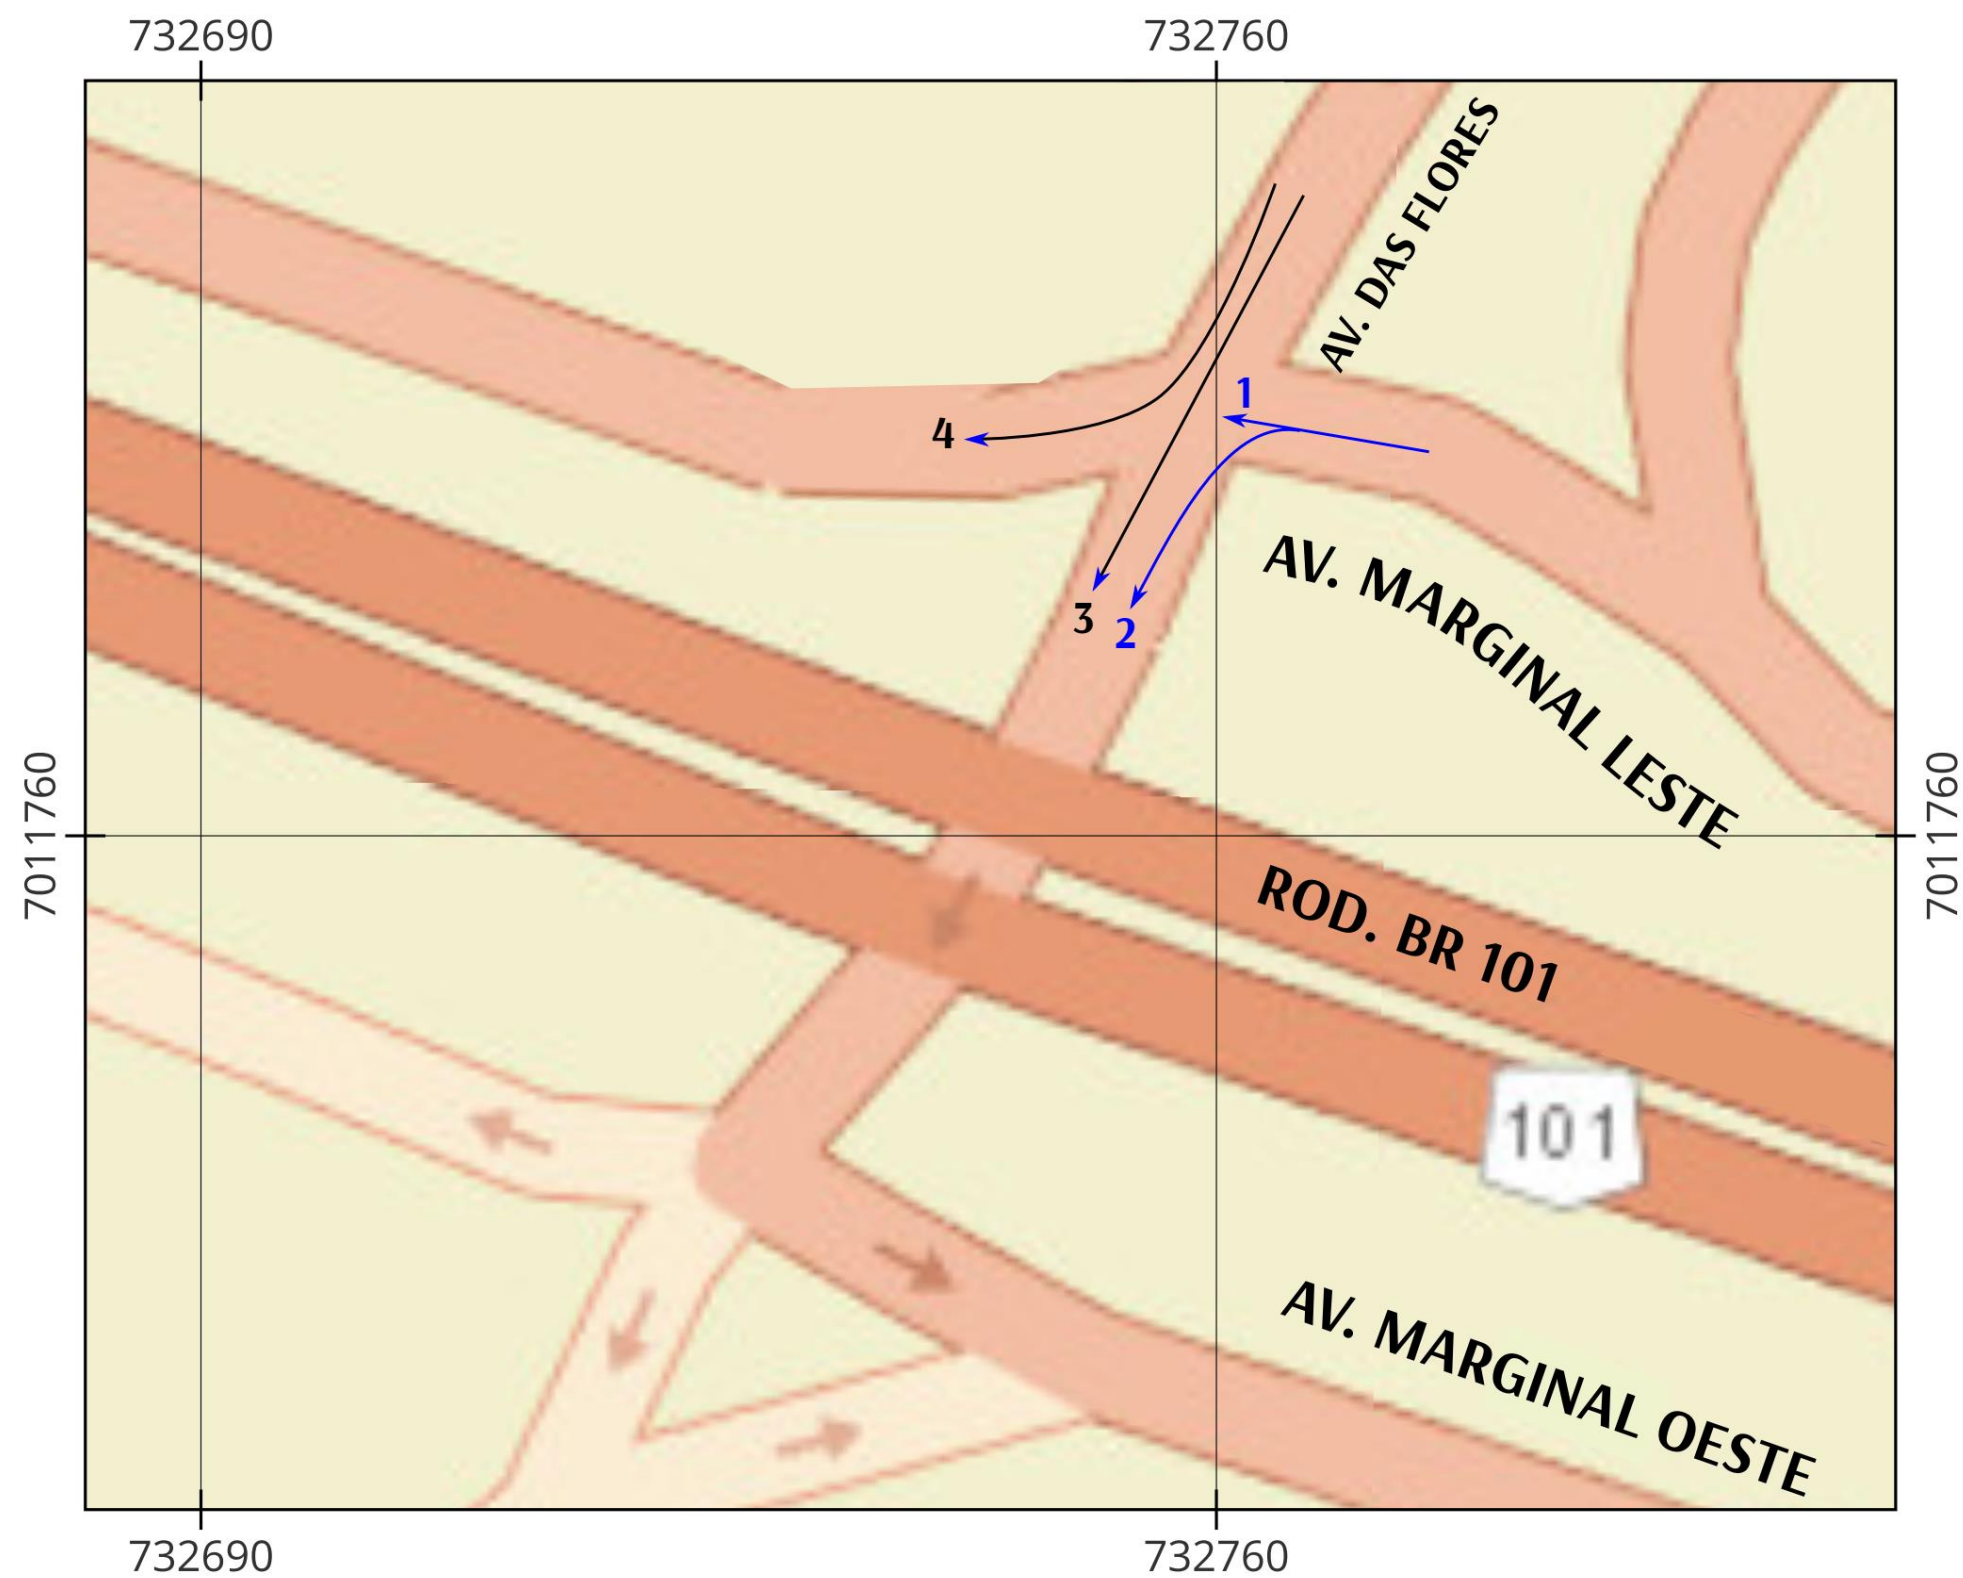 732690
732760
AV. DAS FLORES
1
4
3
2
AV. MARGINAL LESTE
7011760
7011760
ROD. BR 101
101
AV. MARGINAL OESTE
732690
732760